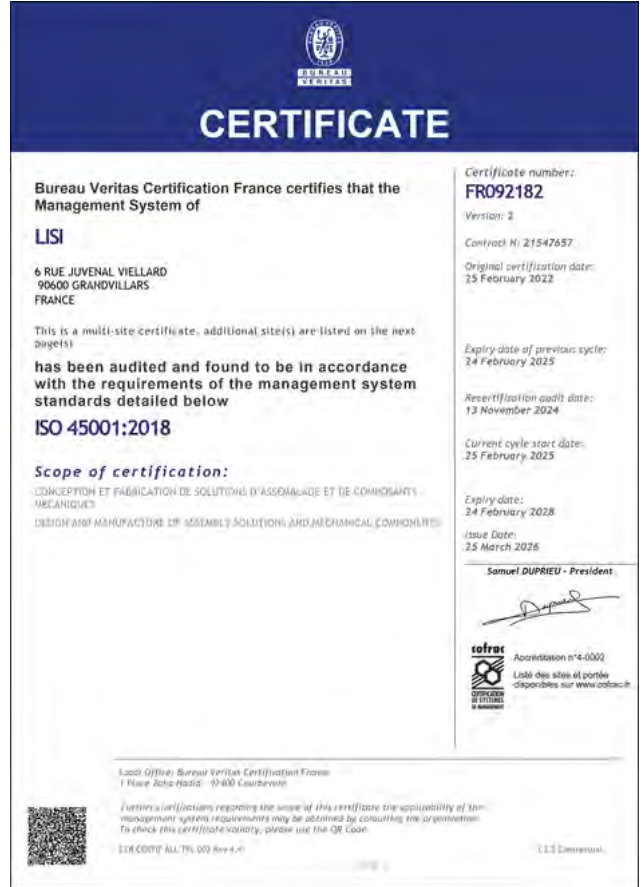 BUREAU
VERITAS
CERTIFICATE
Bureau Veritas Certification France certifies that the
Management System of
LISI
6 RUE JUVENAL VIELLARD
90600 GRANDVILLARS
FRANCE
This is a multi-site certificate, additional site(s) are listed on the next
page(s)
has been audited and found to be in accordance
with the requirements of the management system
standards detailed below
ISO 45001:2018
Scope of certification:
CONCEPTION ET FABRICATION DE SOLUTIONS D'ASSEMBLAGE ET DE COMPOSANTS
MECANIQUES
DESIGN AND MANUFACTURE OF ASSEMBLY SOLUTIONS AND MECHANICAL COMPONENTS
Certificate number:
FR092182
Version: 2
Contract N: 21547657
Original certification date:
25 February 2022
Expiry date of previous cycle:
24 February 2025
Recertification audit date:
13 November 2024
Current cycle start date:
25 February 2025
Expiry date:
24 February 2028
Issue Date:
25 March 2026
Samuel DUPRIEU - President
cofrac
CERTIFICATION
DE SYSTEMES
DE MANAGEMENT
Accréditation n°4-0002
Liste des sites et portée
disponibles sur www.cofrac.fr
Local Office: Bureau Veritas Certification France
1 Place Zaha Hadid - 92400 Courbevoie
Further clarifications regarding the scope of this certificate the applicability of the
management system requirements may be obtained by consulting the organization
To check this certificate validity, please use the QR Code